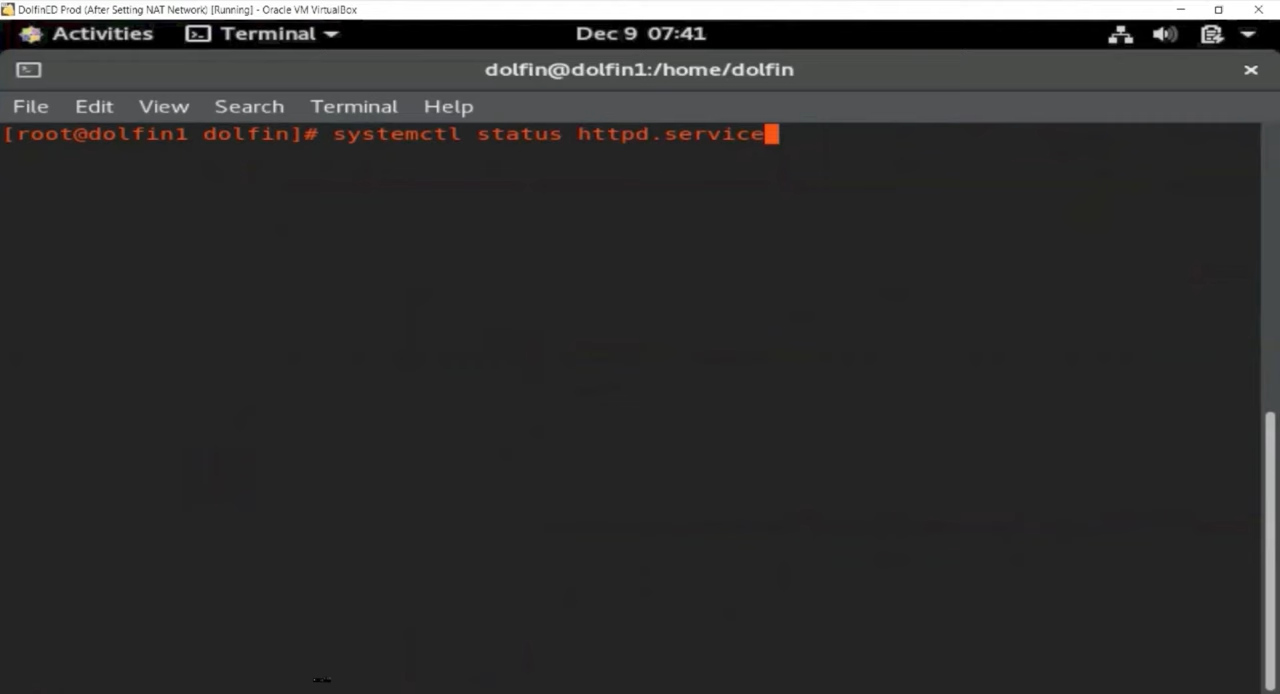 DolfinED Prod (After Setting NAT Network) [Running] - Oracle VM VirtualBox
Activities Terminal Dec 9 07:41
dolfin@dolfin1:/home/dolfin
File Edit View Search Terminal Help
[root@dolfin1 dolfin]# systemctl status httpd.service